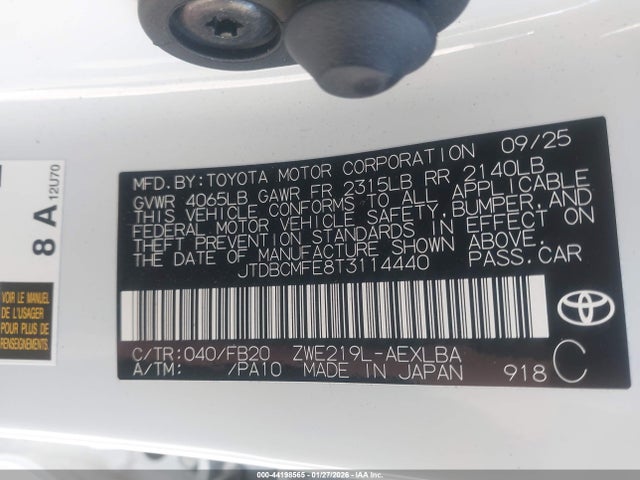 09/25
MFD.BY:TOYOTA MOTOR CORPORATION
GVWR 4065LB GAWR FR 2315LB RR 2140LB
THIS VEHICLE CONFORMS TO ALL APPLICABLE
FEDERAL MOTOR VEHICLE SAFETY,BUMPER,AND
THEFT PREVENTION STANDARDS IN EFFECT ON
THE DATE OF MANUFACTURE SHOWN ABOVE.
JTDBCMFE8T3114440 PASS.CAR
C/TR:040/FB20 ZWE219L-AEXLBA
A/TM: /PA10 MADE IN JAPAN 918 C
8 A 12U70
VOIR LE MANUEL
DE L'USAGER
POUR PLUS DE
RENSEIGNEMENTS
000-44198565 - 01/27/2026 - Copyright IAA, LLC